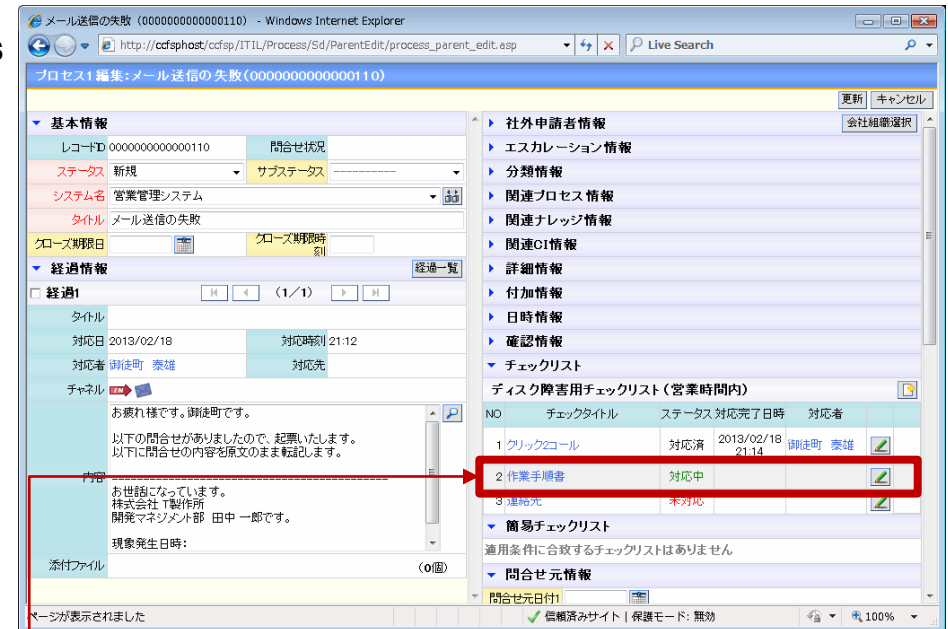 s
メール送信の失敗 (0000000000000110) - Windows Internet Explorer
http://ccfsphost/ccfsp/ITIL/Process/Sd/ParentEdit/process_parent_edit.asp
Live Search
プロセス1編集:メール送信の失敗(0000000000000110)
更新 キャンセル
基本情報
レコードID 0000000000000110 問合せ状況
ステータス 新規 サブステータス ----------
システム名 営業管理システム
タイトル メール送信の失敗
クローズ期限日 クローズ期限時刻
経過情報 経過一覧
経過1 (1/1)
タイトル
対応日 2013/02/18 対応時刻 21:12
対応者 御徒町 泰雄 対応先
チャネル IN
内容
お疲れ様です。御徒町です。
以下の問合せがありましたので、起票いたします。
以下に問合せの内容を原文のまま転記します。
--------------------------------------------------
お世話になっています。
株式会社 T製作所
開発マネジメント部 田中 一郎です。
現象発生日時:
添付ファイル (0個)
社外申請者情報 会社組織選択
エスカレーション情報
分類情報
関連プロセス情報
関連ナレッジ情報
関連CI情報
詳細情報
付加情報
日時情報
確認情報
チェックリスト
ディスク障害用チェックリスト(営業時間内)
NO チェックタイトル ステータス 対応完了日時 対応者
1 クリック2コール 対応済 2013/02/18 21:14 御徒町 泰雄
2 作業手順書 対応中
3 連絡先 未対応
簡易チェックリスト
適用条件に合致するチェックリストはありません
問合せ元情報
問合せ元日付1
ページが表示されました
信頼済みサイト | 保護モード: 無効
100%